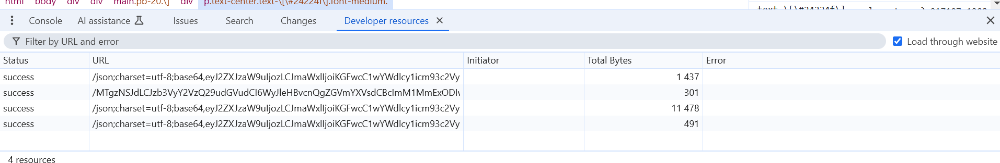 html body div div main.pb-20.\] div p.text-center.text-\[\#24224f\].font-medium.
Console AI assistance Issues Search Changes Developer resources
Filter by URL and error Load through website
Status URL Initiator Total Bytes Error
success /json;charset=utf-8;base64,eyJ2ZXJzaW9uIjozLCJmaWxlIjoiKGFwcC1wYWdlcy1icm93c2Vy 1 437
success /MTgzNSJdLCJzb3VyY2VzQ29udGVudCI6WyJleHBvcnQgZGVmYXVsdCBcImM1MmExODIv 301
success /json;charset=utf-8;base64,eyJ2ZXJzaW9uIjozLCJmaWxlIjoiKGFwcC1wYWdlcy1icm93c2Vy 11 478
success /json;charset=utf-8;base64,eyJ2ZXJzaW9uIjozLCJmaWxlIjoiKGFwcC1wYWdlcy1icm93c2Vy 491
4 resources